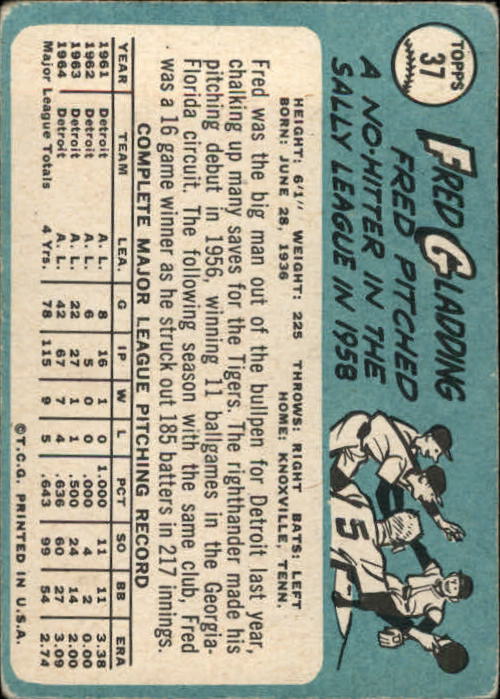 TOPPS
37
FRED GLADDING
FRED PITCHED
A NO-HITTER IN THE
SALLY LEAGUE IN 1958
5
HEIGHT: 6'1" WEIGHT: 225 THROWS: RIGHT BATS: LEFT
BORN: JUNE 28, 1936 HOME: KNOXVILLE, TENN.
Fred was the big man out of the bullpen for Detroit last year,
chalking up many saves for the Tigers. The righthander made his
pitching debut in 1956, winning 11 ballgames in the Georgia-
Florida circuit. The following season with the same club, Fred
was a 16 game winner as he struck out 185 batters in 217 innings.
COMPLETE MAJOR LEAGUE PITCHING RECORD
YEAR TEAM LEA. G IP W L PCT SO BB ERA
1961 Detroit A. L. 8 16 1 0 1.000 11 11 3.38
1962 Detroit A. L. 6 5 0 0 .000 4 2 0.00
1963 Detroit A. L. 22 27 1 1 .500 24 14 2.00
1964 Detroit A. L. 42 67 7 4 .636 60 27 3.09
Major League Totals 4 Yrs. 78 115 9 5 .643 99 54 2.74
©T.C.G. PRINTED IN U.S.A.